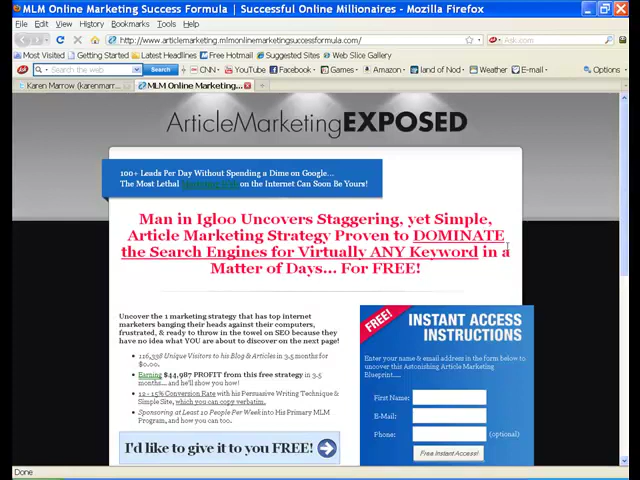 MLM Online Marketing Success Formula | Successful Online Millionaires - Mozilla Firefox
File Edit View History Bookmarks Tools Help
http://www.articlemarketing.mlmonlinemarketingsuccessformula.com/
Ask.com
Most Visited Getting Started Latest Headlines Free Hotmail Suggested Sites Web Slice Gallery
Search the web Search CNN YouTube Facebook Games Amazon land of Nod Weather E-mail Options
Karen Marrow (karenmarr... MLM Online Marketing...
ArticleMarketingEXPOSED
100+ Leads Per Day Without Spending a Dime on Google...
The Most Lethal on the Internet Can Soon Be Yours!
Man in Igloo Uncovers Staggering, yet Simple,
Article Marketing Strategy Proven to DOMINATE
the Search Engines for Virtually ANY Keyword in a
Matter of Days... For FREE!
Uncover the 1 marketing strategy that has top internet
marketers banging their heads against their computers,
frustrated, & ready to throw in the towel on SEO because they
have no idea what YOU are about to discover on the next page!
116,338 Unique Visitors to his Blog & Articles in 3.5 months for
$0.00.
Earning $44,987 PROFIT from this free strategy in 3.5
months... and he'll show you how!
12 - 15% Conversion Rate with his Persuasive Writing Technique &
Simple Site, which you can copy verbatim.
Sponsoring at Least 10 People Per Week into His Primary MLM
Program, and how you can too.
I'd like to give it to you FREE!
FREE!
INSTANT ACCESS
INSTRUCTIONS
Enter your name & email address in the form below to
uncover this Astonishing Article Marketing
Blueprint.....
First Name:
E-Mail:
Phone: (optional)
Free Instant Access!
Done